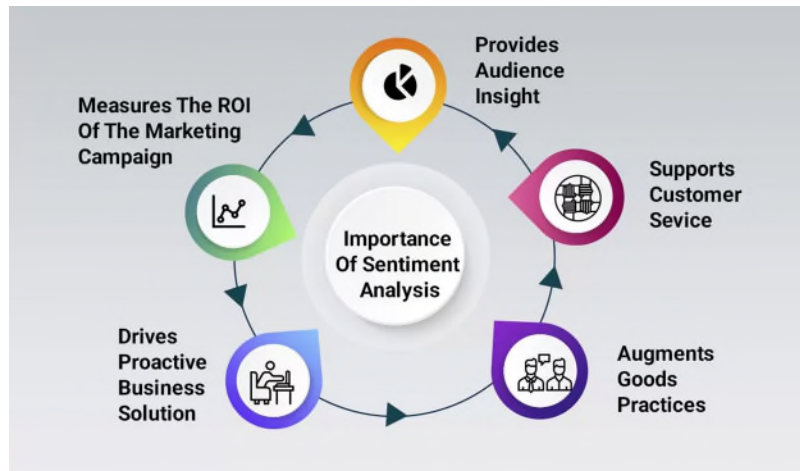 Provides
Audience
Insight
Measures The ROI
Of The Marketing
Campaign
Supports
Customer
Sevice
Importance
Of Sentiment
Analysis
Drives
Proactive
Business
Solution
Augments
Goods
Practices